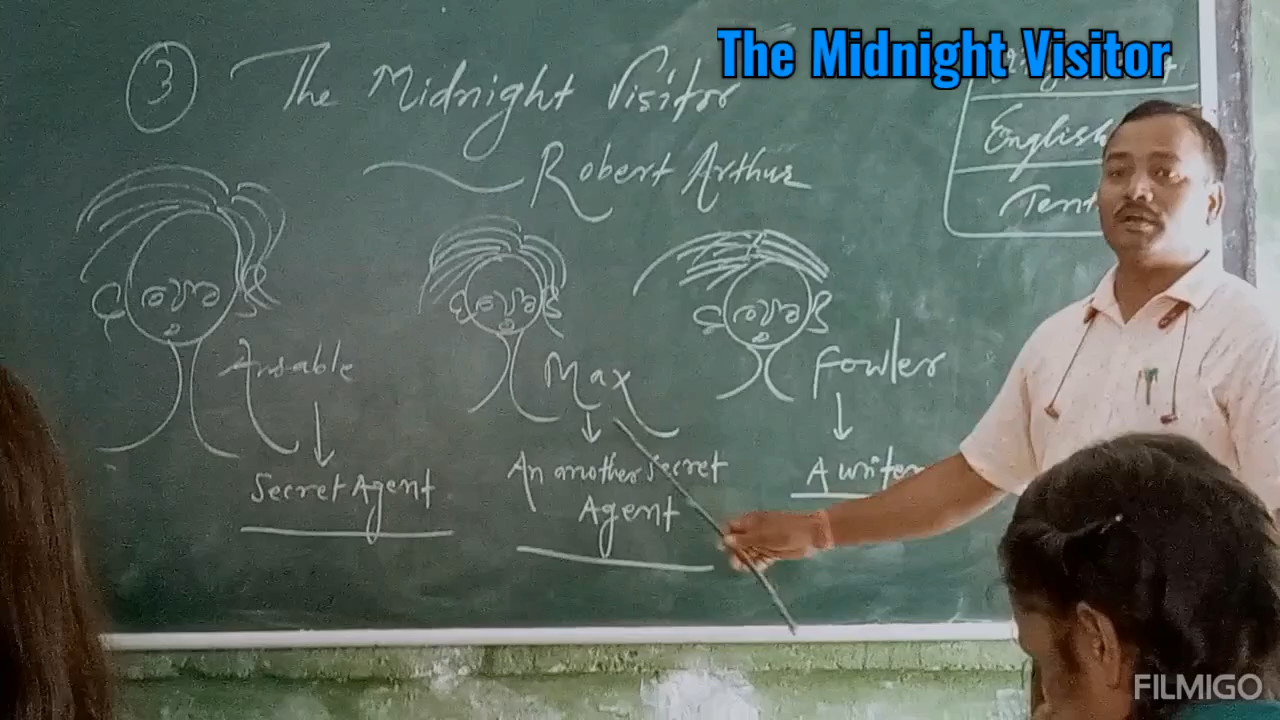 The Midnight Visitor
③ The Midnight Visitor
Robert Arthur
English
Ausable
Max
Fowler
Secret Agent
An another secret
Agent
A writer
FILMIGO